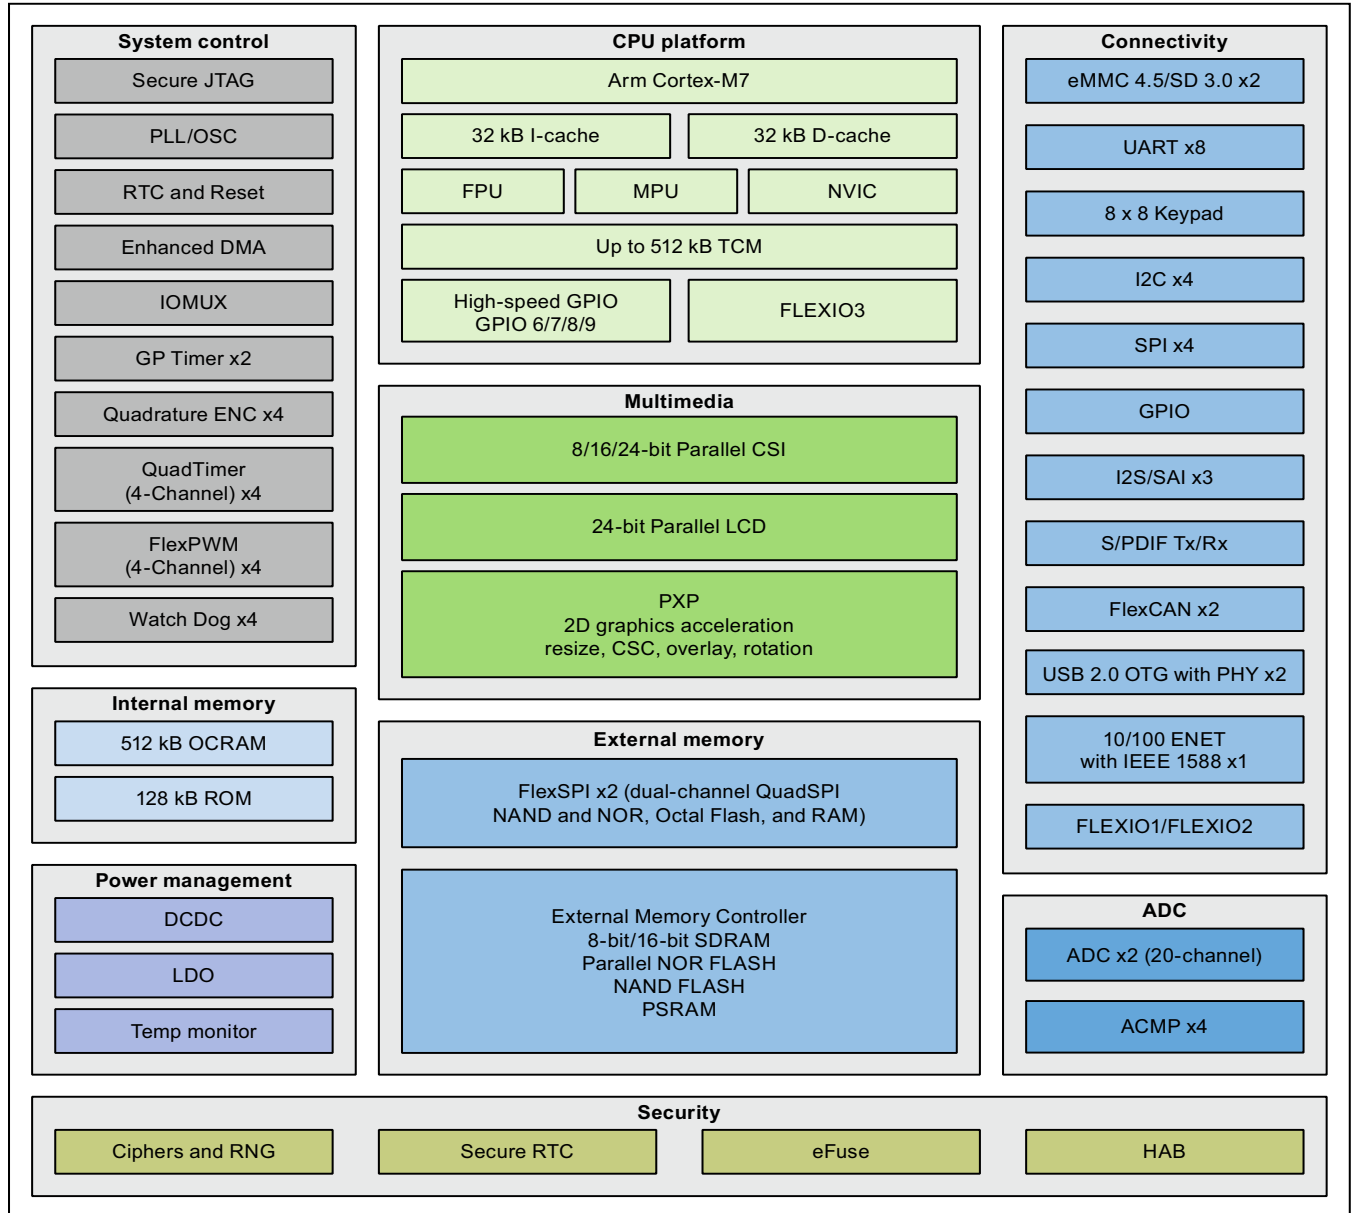 System control
Secure JTAG
PLL/OSC
RTC and Reset
Enhanced DMA
IOMUX
GP Timer x2
Quadrature ENC x4
QuadTimer
(4-Channel) x4
FlexPWM
(4-Channel) x4
Watch Dog x4
Internal memory
512 kB OCRAM
128 kB ROM
Power management
DCDC
LDO
Temp monitor
CPU platform
Arm Cortex-M7
32 kB I-cache
32 kB D-cache
FPU
MPU
NVIC
Up to 512 kB TCM
High-speed GPIO
GPIO 6/7/8/9
FLEXIO3
Multimedia
8/16/24-bit Parallel CSI
24-bit Parallel LCD
PXP
2D graphics acceleration
resize, CSC, overlay, rotation
External memory
FlexSPI x2 (dual-channel QuadSPI
NAND and NOR, Octal Flash, and RAM)
External Memory Controller
8-bit/16-bit SDRAM
Parallel NOR FLASH
NAND FLASH
PSRAM
Connectivity
eMMC 4.5/SD 3.0 x2
UART x8
8 x 8 Keypad
I2C x4
SPI x4
GPIO
I2S/SAI x3
S/PDIF Tx/Rx
FlexCAN x2
USB 2.0 OTG with PHY x2
10/100 ENET
with IEEE 1588 x1
FLEXIO1/FLEXIO2
ADC
ADC x2 (20-channel)
ACMP x4
Security
Ciphers and RNG
Secure RTC
eFuse
HAB